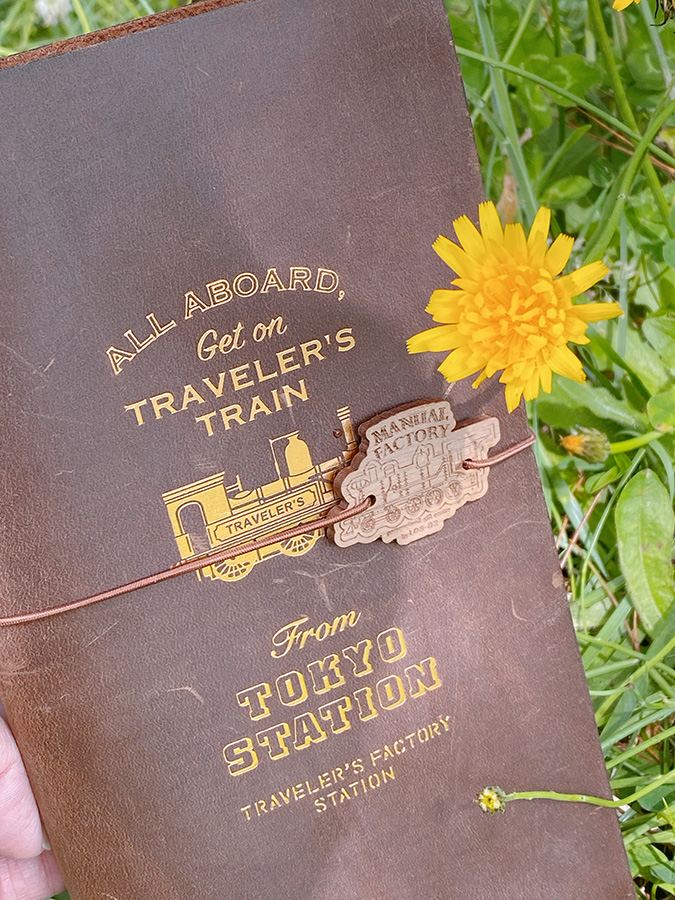 ALL ABOARD,
Get on
TRAVELER'S
TRAIN
MANUAL
FACTORY
TRAVELER'S
From
TOKYO
STATION
TRAVELER'S FACTORY
STATION